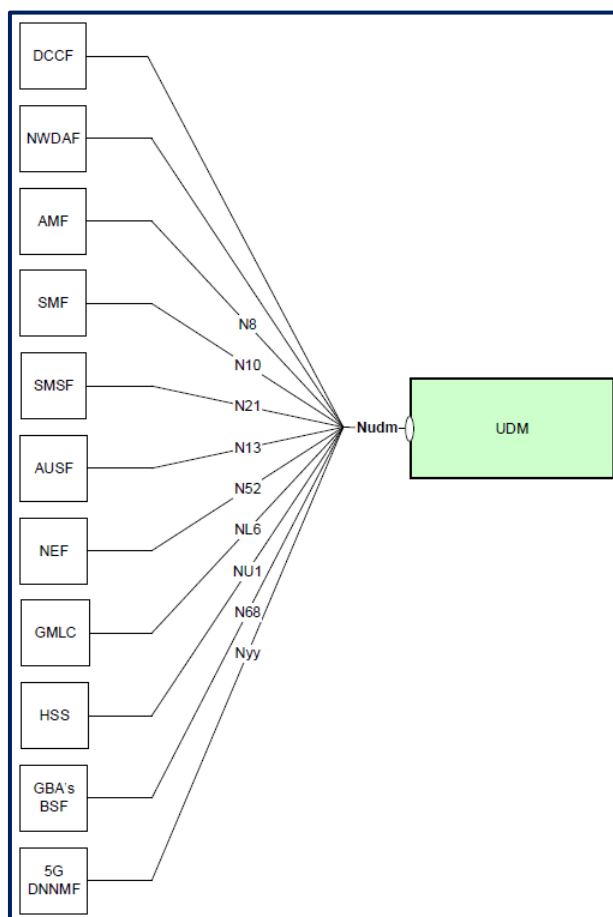 DCCF
NWDAF
AMF
SMF
N8
N10
SMSF
N21
Nudm
UDM
AUSF
N13
N52
NEF
NL6
NU1
GMLC
N68
Nyy
HSS
GBA's
BSF
5G
DNNMF